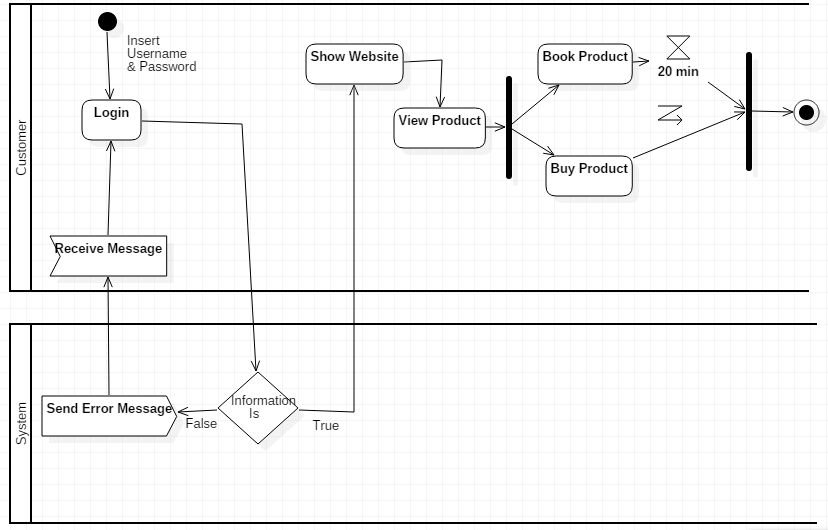 Customer
Insert
Username
& Password
Login
Show Website
View Product
Book Product
20 min
Buy Product
Receive Message
System
Send Error Message
False
Information
Is
True